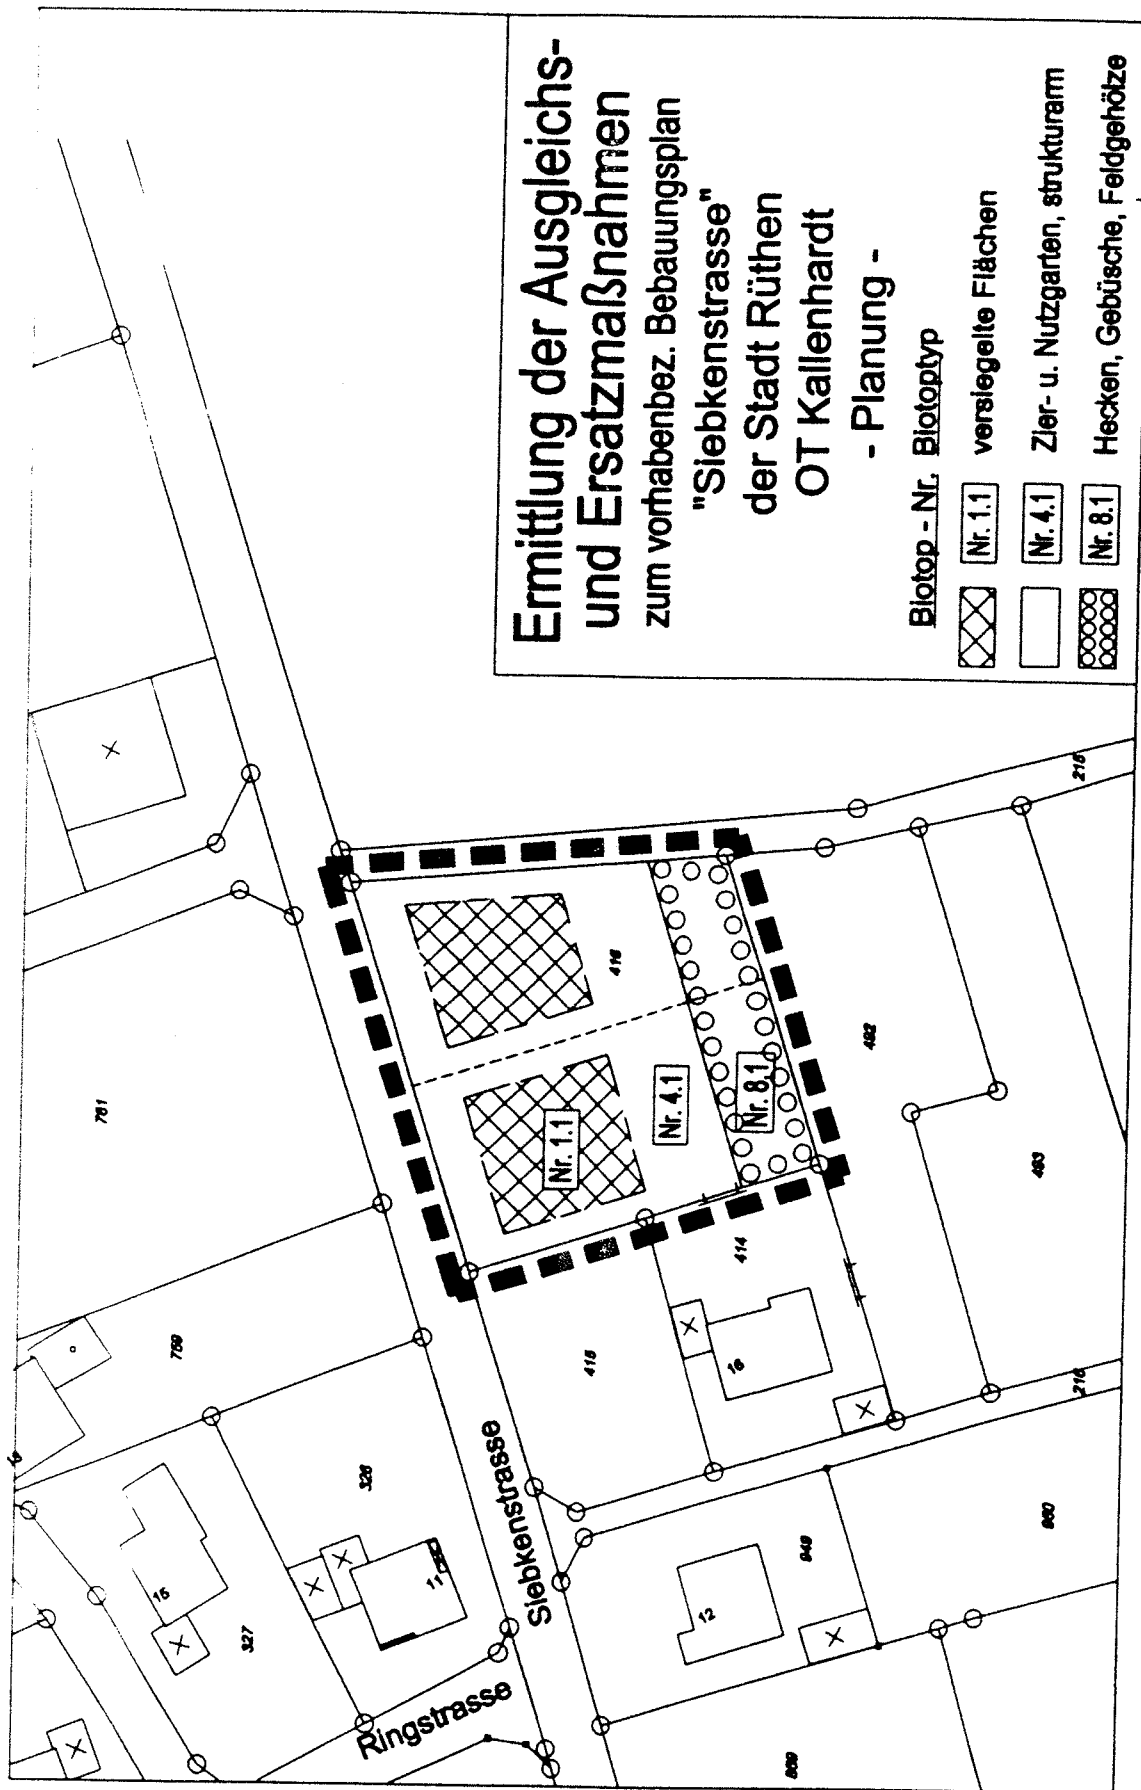 Ermittlung der Ausgleichs-
und Ersatzmaßnahmen
zum vorhabenbez. Bebauungsplan
"Siebkenstrasse"
der Stadt Rüthen
OT Kallenhardt
- Planung -
Biotop - Nr. Biotoptyp
Nr. 1.1 versiegelte Flächen
Nr. 4.1 Zier- u. Nutzgarten, strukturarm
Nr. 8.1 Hecken, Gebüsche, Feldgehölze
Siebkenstrasse
Ringstrasse
Nr. 1.1
Nr. 4.1
Nr. 8.1
761
759
326
327
15
11
12
16
415
414
416
492
493
949
960
216